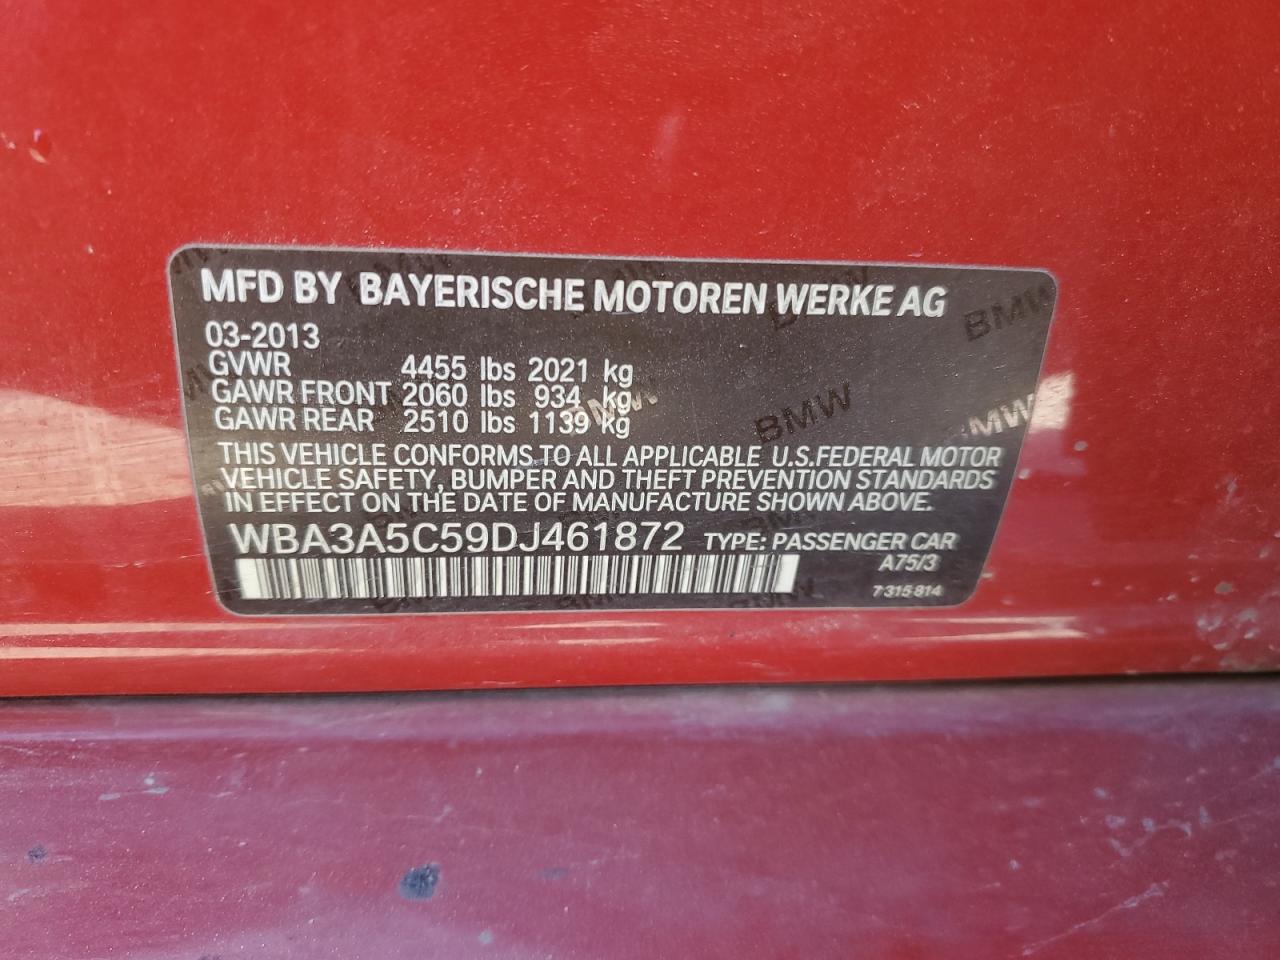 MFD BY BAYERISCHE MOTOREN WERKE AG
03-2013
GVWR 4455 lbs 2021 kg
GAWR FRONT 2060 lbs 934 kg
GAWR REAR 2510 lbs 1139 kg
THIS VEHICLE CONFORMS TO ALL APPLICABLE U.S.FEDERAL MOTOR
VEHICLE SAFETY, BUMPER AND THEFT PREVENTION STANDARDS
IN EFFECT ON THE DATE OF MANUFACTURE SHOWN ABOVE.
WBA3A5C59DJ461872 TYPE: PASSENGER CAR
A75/3
7 315 814
BMW
BMW